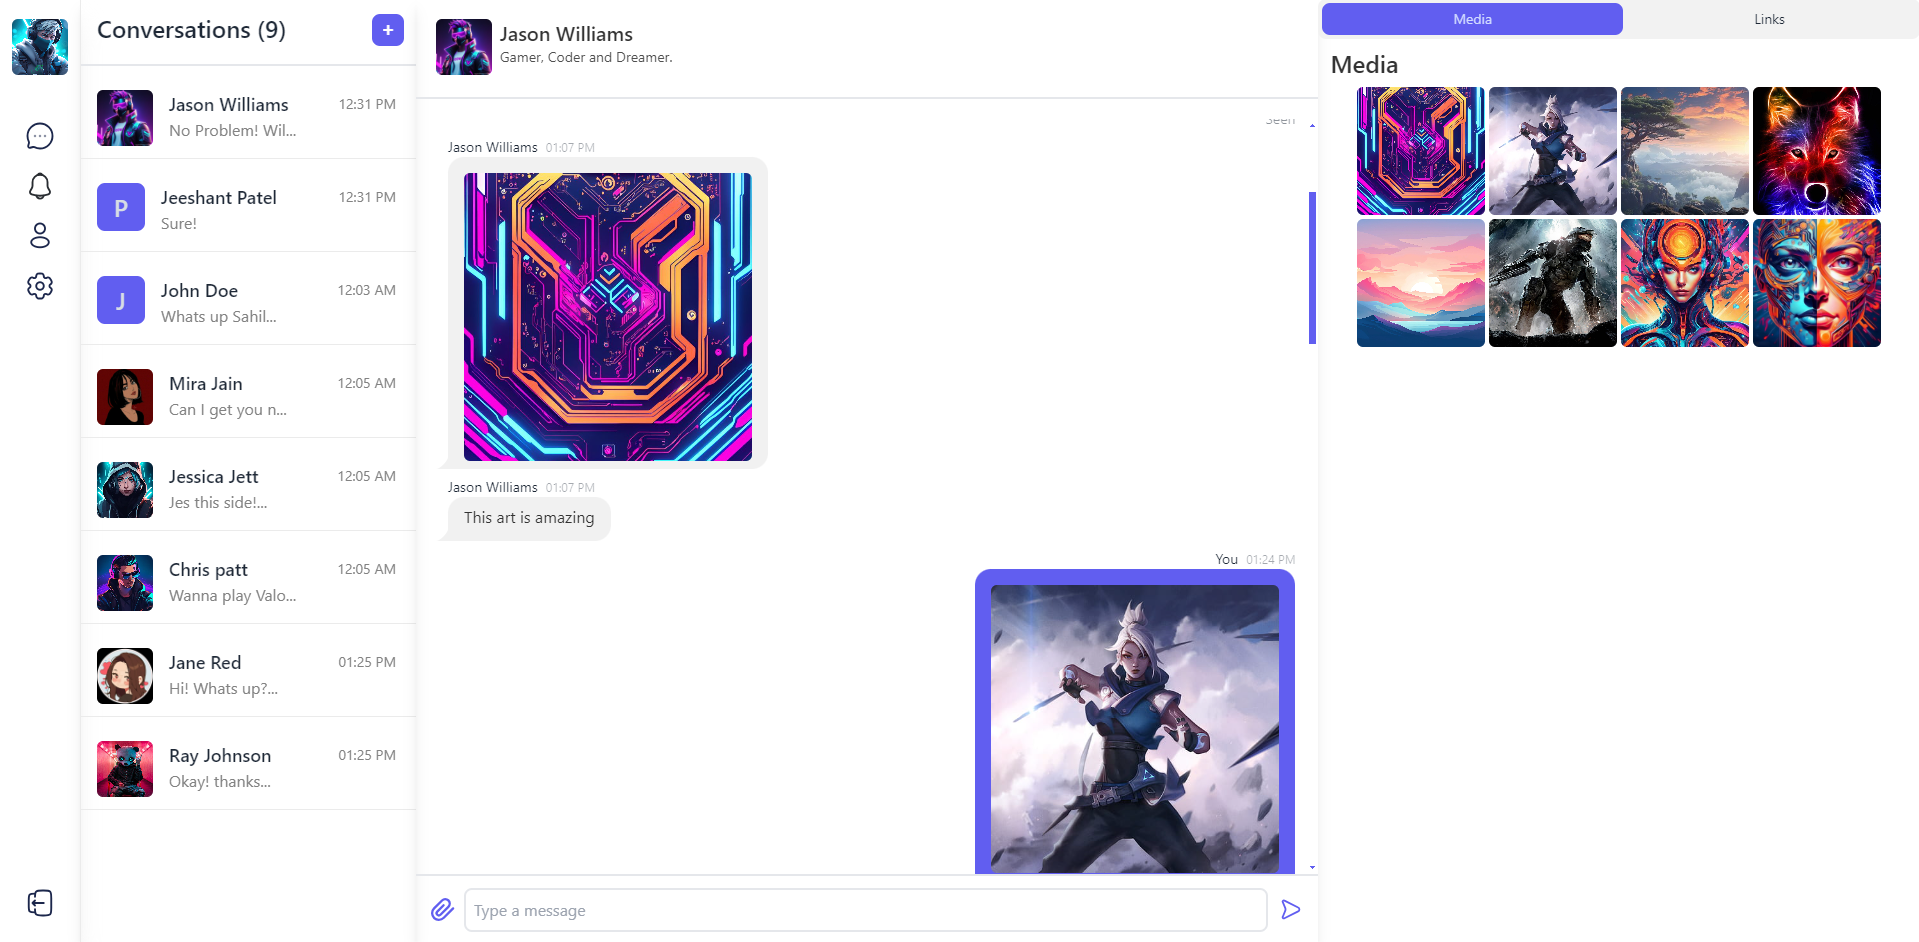 Conversations (9)
+
Jason Williams 12:31 PM
No Problem! Wil...
P
Jeeshant Patel 12:31 PM
Sure!
J
John Doe 12:03 AM
Whats up Sahil...
Mira Jain 12:05 AM
Can I get you n...
Jessica Jett 12:05 AM
Jes this side!...
Chris patt 12:05 AM
Wanna play Valo...
Jane Red 01:25 PM
Hi! Whats up?...
Ray Johnson 01:25 PM
Okay! thanks...
Jason Williams
Gamer, Coder and Dreamer.
Seen
Jason Williams 01:07 PM
Jason Williams 01:07 PM
This art is amazing
You 01:24 PM
Type a message
Media Links
Media